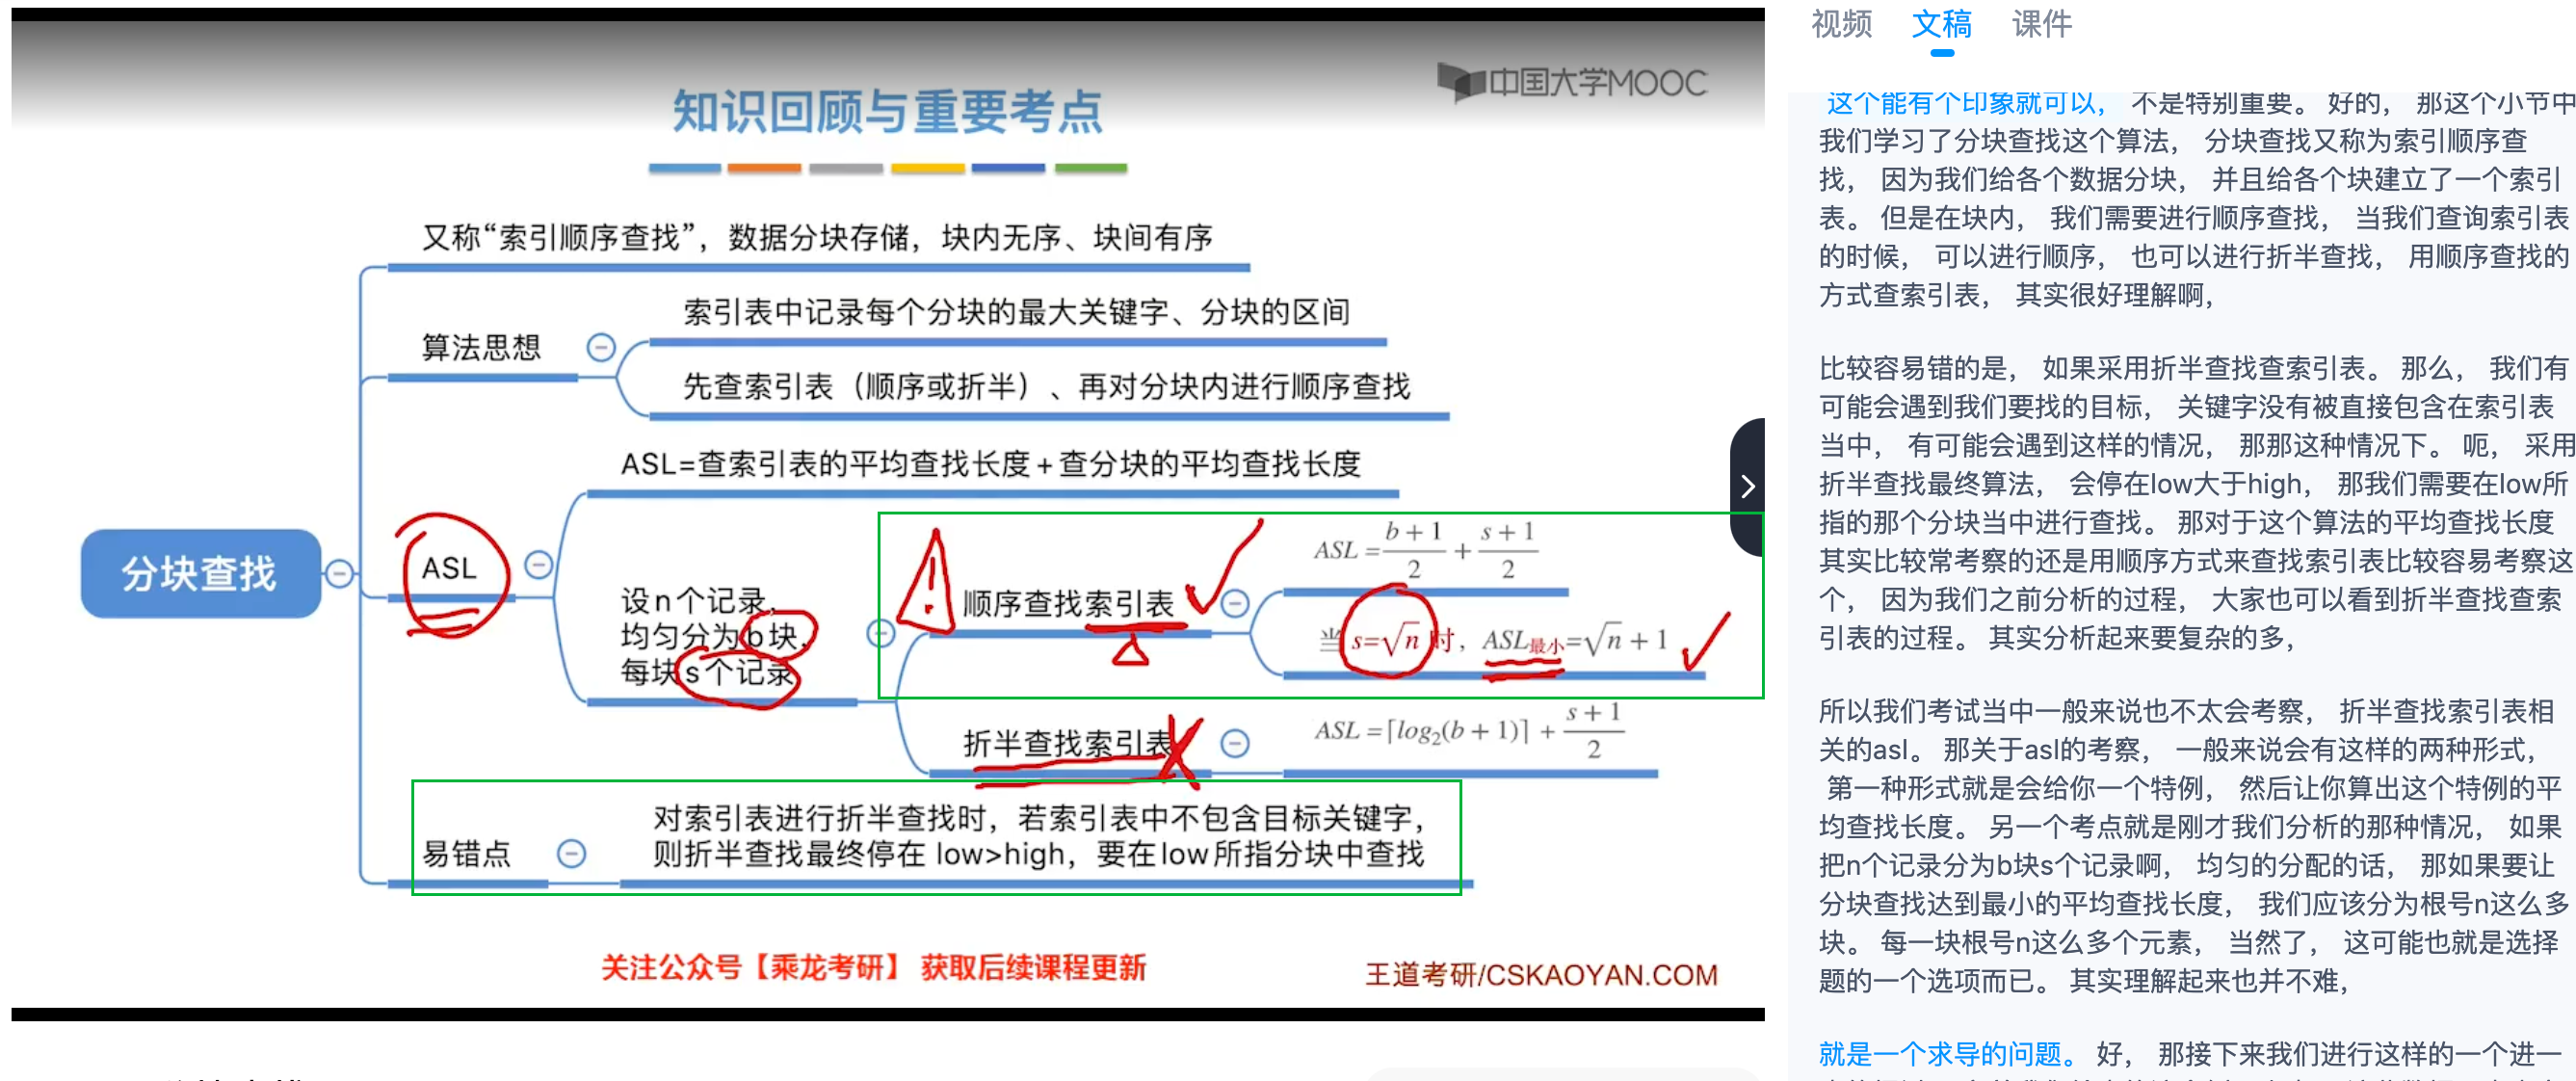 中国大学MOOC
知识回顾与重要考点
又称“索引顺序查找”，数据分块存储，块内无序、块间有序
索引表中记录每个分块的最大关键字、分块的区间
算法思想
先查索引表（顺序或折半）、再对分块内进行顺序查找
ASL=查索引表的平均查找长度+查分块的平均查找长度
分块查找
ASL
设n个记录，
均匀分为b块，
每块s个记录
顺序查找索引表
ASL = (b+1)/2 + (s+1)/2
当 s=√n 时，ASL最小=√n + 1
折半查找索引表
ASL = ⌈log₂(b + 1)⌉ + (s+1)/2
易错点
对索引表进行折半查找时，若索引表中不包含目标关键字，
则折半查找最终停在 low>high，要在low所指分块中查找
关注公众号【乘龙考研】 获取后续课程更新
王道考研/CSKAOYAN.COM
视频 文稿 课件
这个能有个印象就可以， 不是特别重要。 好的， 那这个小节中
我们学习了分块查找这个算法， 分块查找又称为索引顺序查
找， 因为我们给各个数据分块， 并且给各个块建立了一个索引
表。 但是在块内， 我们需要进行顺序查找， 当我们查询索引表
的时候， 可以进行顺序， 也可以进行折半查找， 用顺序查找的
方式查索引表， 其实很好理解啊，
比较容易错的是， 如果采用折半查找查索引表。 那么， 我们有
可能会遇到我们要找的目标， 关键字没有被直接包含在索引表
当中， 有可能会遇到这样的情况， 那那这种情况下。 呃， 采用
折半查找最终算法， 会停在low大于high， 那我们需要在low所
指的那个分块当中进行查找。 那对于这个算法的平均查找长度
其实比较常考察的还是用顺序方式来查找索引表比较容易考察这
个， 因为我们之前分析的过程， 大家也可以看到折半查找查索
引表的过程。 其实分析起来要复杂的多，
所以我们考试当中一般来说也不太会考察， 折半查找索引表相
关的asl。 那关于asl的考察， 一般来说会有这样的两种形式，
第一种形式就是会给你一个特例， 然后让你算出这个特例的平
均查找长度。 另一个考点就是刚才我们分析的那种情况， 如果
把n个记录分为b块s个记录啊， 均匀的分配的话， 那如果要让
分块查找达到最小的平均查找长度， 我们应该分为根号n这么多
块。 每一块根号n这么多个元素， 当然了， 这可能也就是选择
题的一个选项而已。 其实理解起来也并不难，
就是一个求导的问题。 好， 那接下来我们进行这样的一个进一